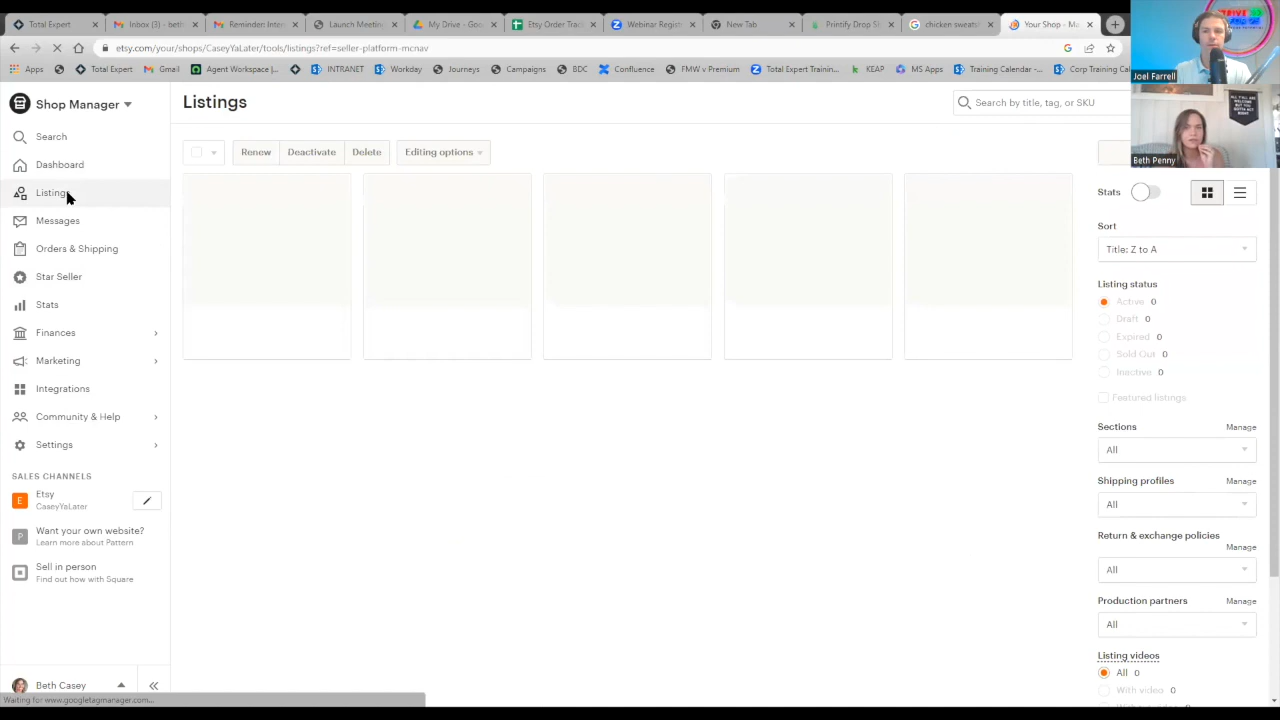 Total Expert
Inbox (3) - beth
Reminder: Inter
Launch Meetin
My Drive - Goo
Etsy Order Track
Webinar Registr
New Tab
Printify Drop S
chicken sweatsh
Your Shop - Ma
etsy.com/your/shops/CaseyYaLater/tools/listings?ref=seller-platform-mcnav
Apps
Total Expert
Gmail
Agent Workspace |...
INTRANET
Workday
Journeys
Campaigns
BDC
Confluence
FMW v Premium
Total Expert Trainin...
KEAP
MS Apps
Training Calendar -...
Corp Training Cal
Joel Farrell
Beth Penny
Shop Manager
Search
Dashboard
Listings
Messages
Orders & Shipping
Star Seller
Stats
Finances
Marketing
Integrations
Community & Help
Settings
SALES CHANNELS
E
Etsy
CaseyYaLater
P
Want your own website?
Learn more about Pattern
Sell in person
Find out how with Square
Beth Casey
Waiting for www.googletagmanager.com...
Listings
Search by title, tag, or SKU
Renew
Deactivate
Delete
Editing options
Stats
Sort
Title: Z to A
Listing status
Active 0
Draft 0
Expired 0
Sold Out 0
Inactive 0
Featured listings
Sections Manage
All
Shipping profiles Manage
All
Return & exchange policies
Manage
All
Production partners Manage
All
Listing videos
All 0
With video 0